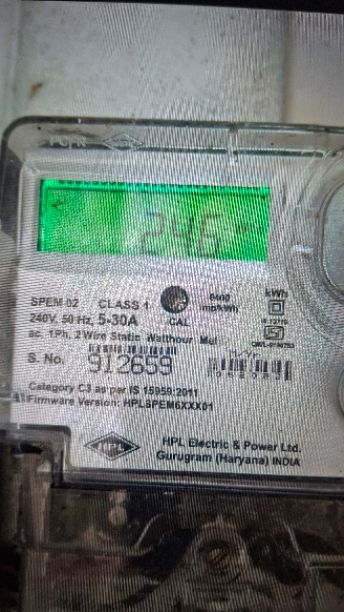 246
SPEM-02 CLASS 1
240V, 50 Hz, 5-30A CAL imp/kWh kWh
ac, 1Ph, 2 Wire Static Watthour
S. No. 912659
Category C3 as per IS 15959:2011
Firmware Version: HPLSPEM6XXX01
HPL
HPL Electric & Power Ltd.
Gurugram (Haryana) INDIA